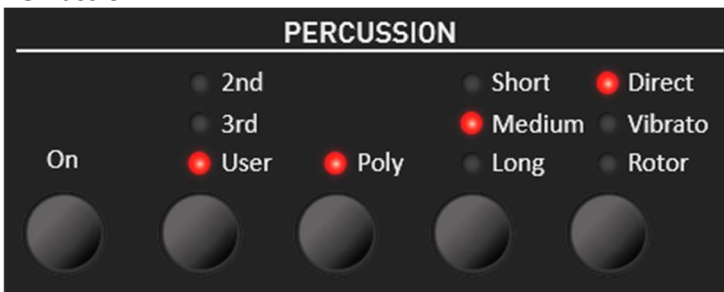 PERCUSSION
2nd Short Direct
3rd Medium Vibrato
On User Poly Long Rotor